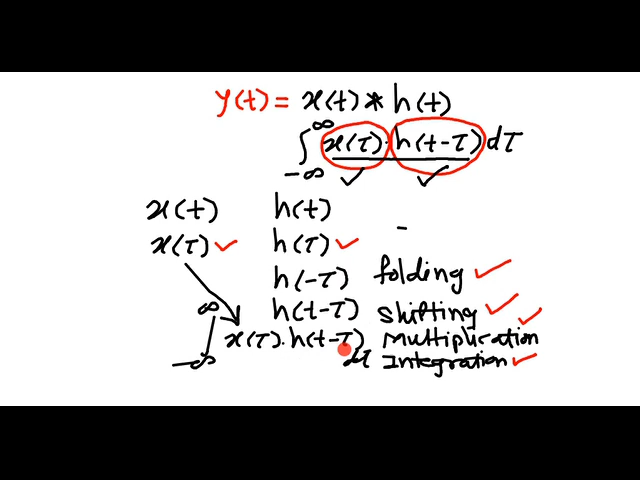 y(t) = x(t) * h(t)
∫_{-∞}^{∞} x(τ) · h(t-τ) dτ
x(t) h(t)
x(τ) ✓ h(τ) ✓
h(-τ) folding ✓
h(t-τ) shifting ✓
∫_{-∞}^{∞} x(τ) · h(t-τ) dτ Multiplication ✓
Integration ✓